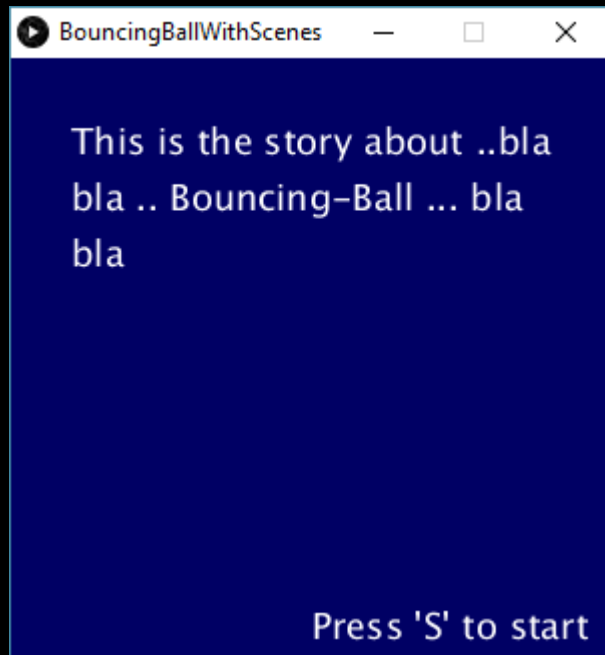 BouncingBallWithScenes
This is the story about ..bla
bla .. Bouncing-Ball ... bla
bla
Press 'S' to start